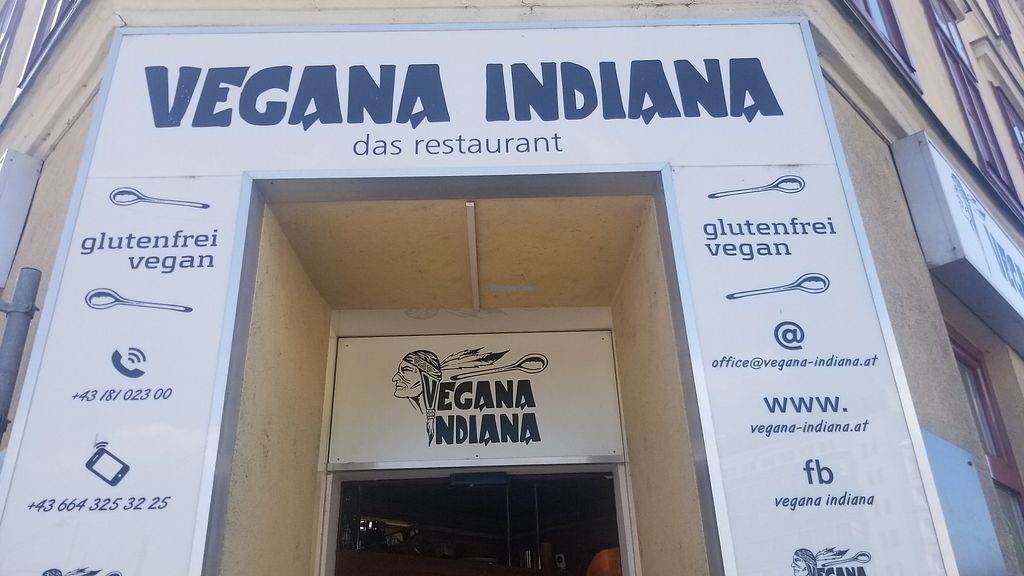 VEGANA INDIANA
das restaurant
glutenfrei
vegan
+43 181 023 00
+43 664 325 32 25
VEGANA
INDIANA
glutenfrei
vegan
@
office@vegana-indiana.at
www.
vegana-indiana.at
fb
vegana indiana
VEGANA